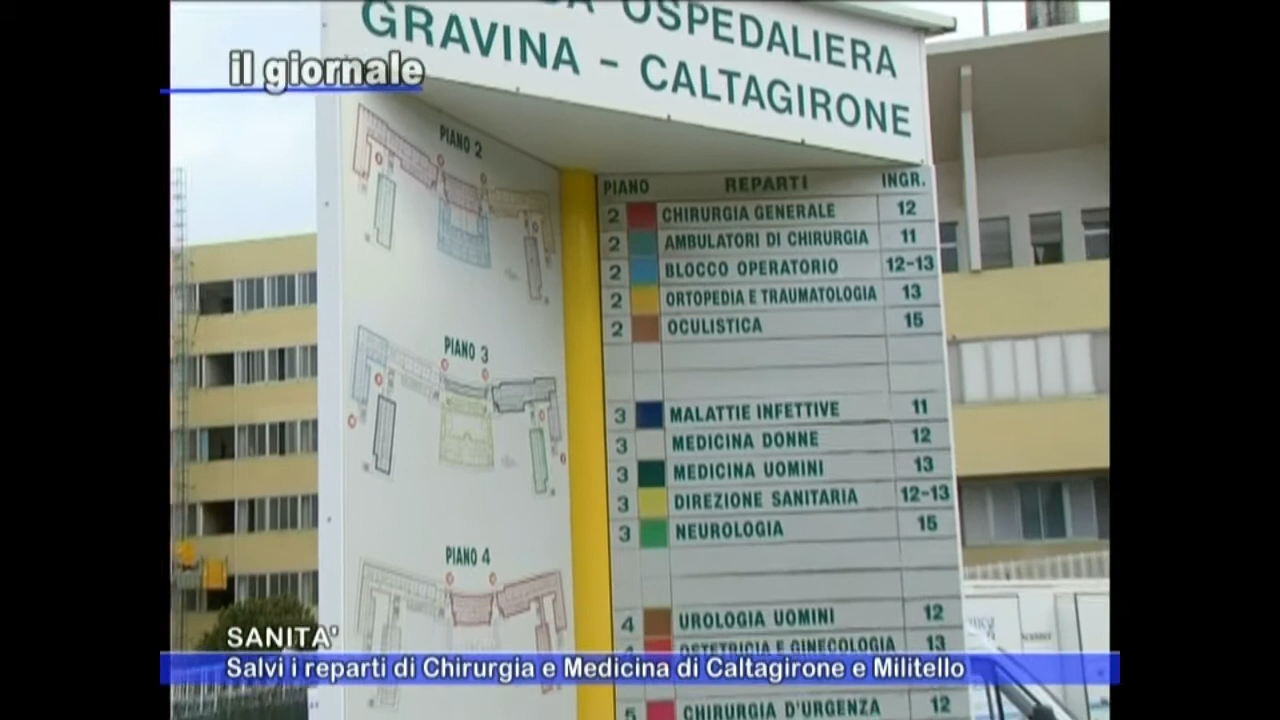 OSPEDALIERA
GRAVINA - CALTAGIRONE
il giornale
PIANO 2
PIANO 3
PIANO 4
PIANO REPARTI INGR.
2 CHIRURGIA GENERALE 12
2 AMBULATORI DI CHIRURGIA 11
2 BLOCCO OPERATORIO 12-13
2 ORTOPEDIA E TRAUMATOLOGIA 13
2 OCULISTICA 15
3 MALATTIE INFETTIVE 11
3 MEDICINA DONNE 12
3 MEDICINA UOMINI 13
3 DIREZIONE SANITARIA 12-13
3 NEUROLOGIA 15
4 UROLOGIA UOMINI 12
4 OSTETRICIA E GINECOLOGIA 13
5 CHIRURGIA D'URGENZA 12
SANITA'
Salvi i reparti di Chirurgia e Medicina di Caltagirone e Militello